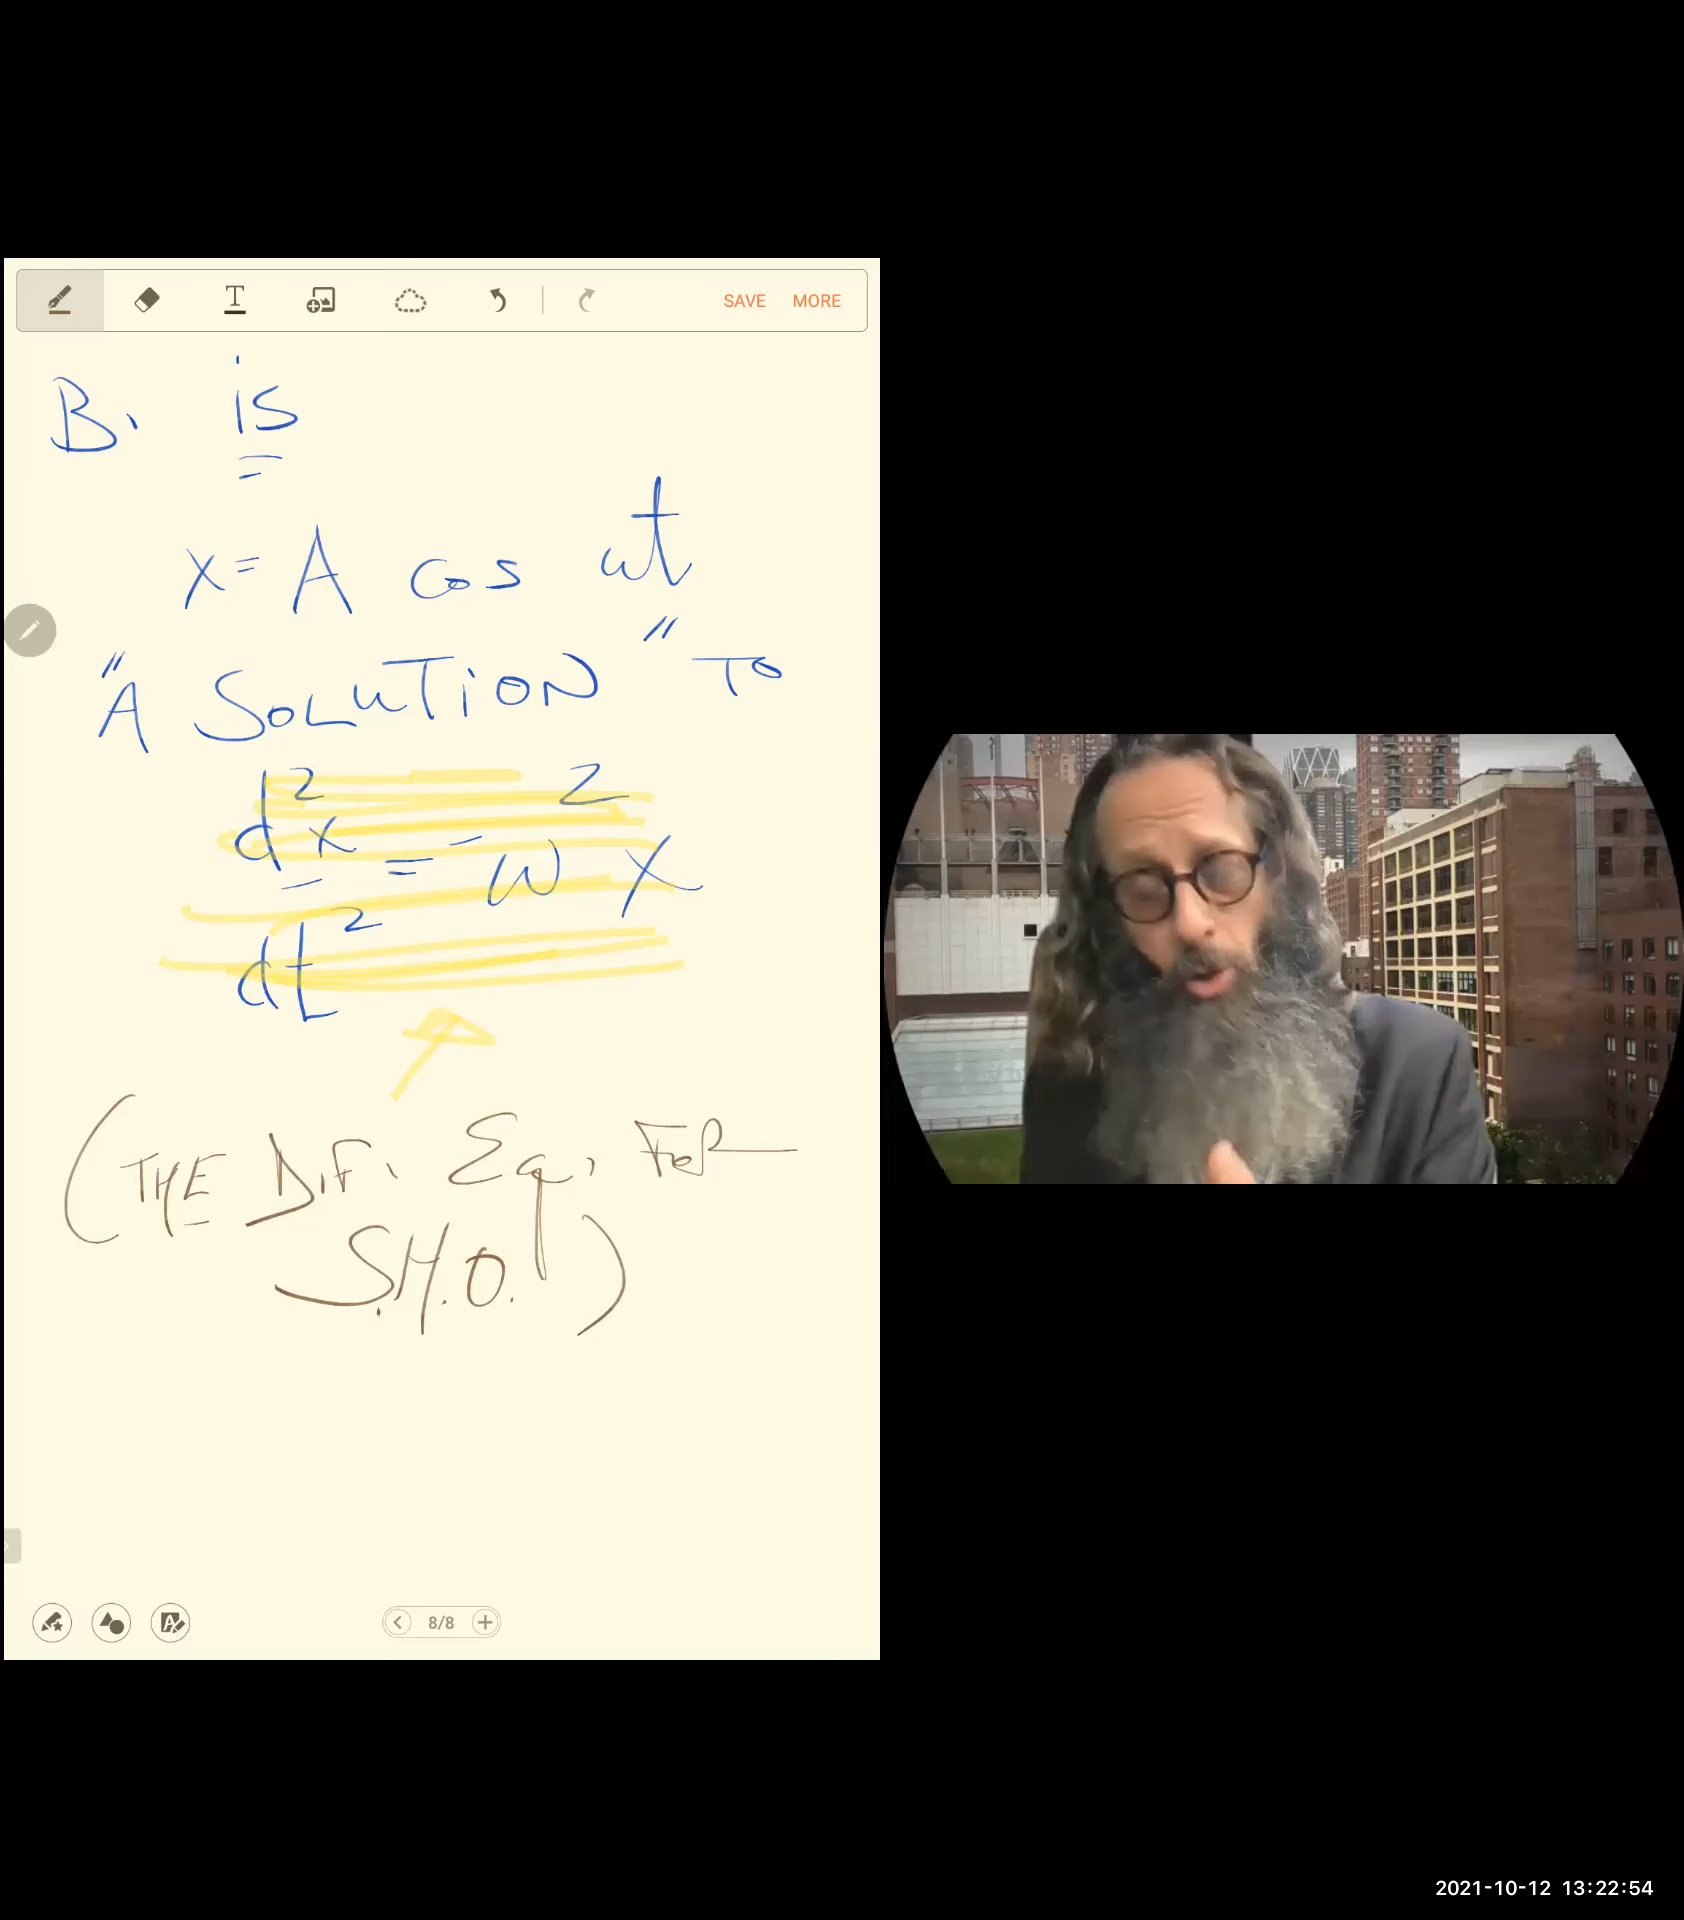 SAVE MORE
B. is
x = A cos ωt
"A SOLUTION" TO
d²x
= -ω²x
dt²
(THE DIF. Eq. FOR
S.H.O.)
8/8
2021-10-12 13:22:54